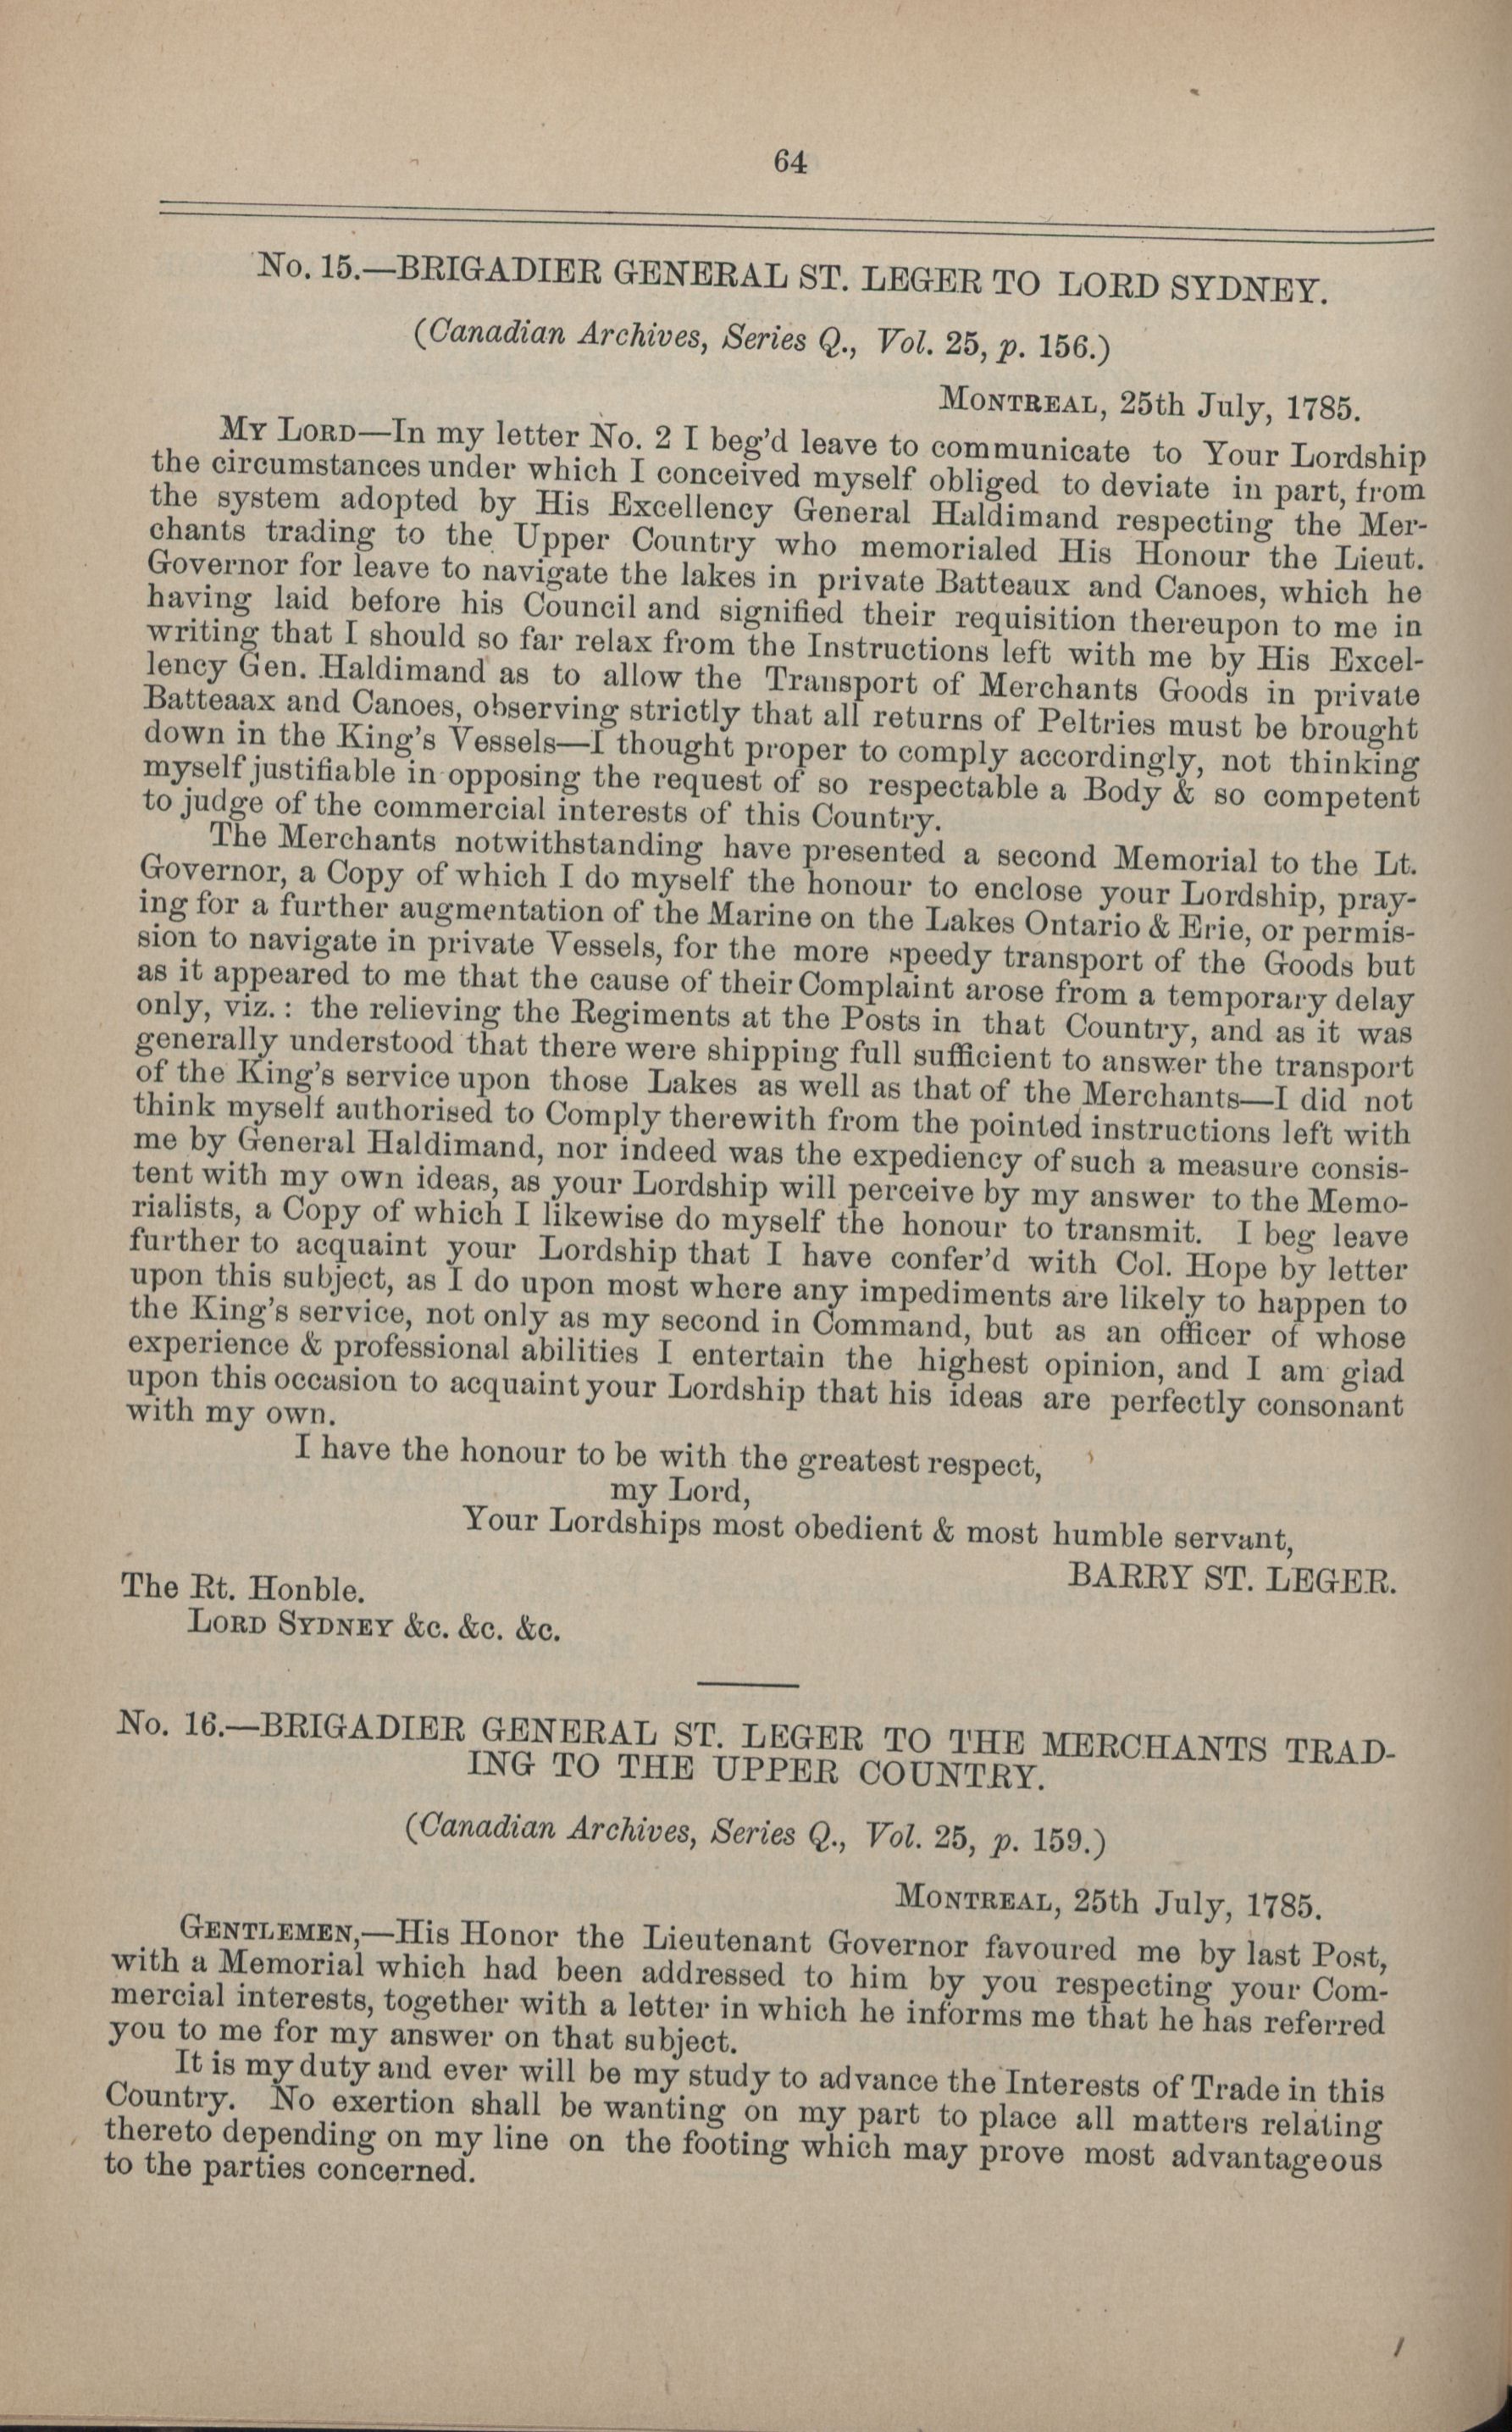 64
No. 15.—BRIGADIER GENERAL ST. LEGER TO LORD SYDNEY.
(Canadian Archives, Series Q., Vol. 25, p. 156.)
MONTREAL, 25th July, 1785.
MY LORD—In my letter No. 2 I beg'd leave to communicate to Your Lordship
the circumstances under which I conceived myself obliged to deviate in part, from
the system adopted by His Excellency General Haldimand respecting the Mer-
chants trading to the Upper Country who memorialed His Honour the Lieut.
Governor for leave to navigate the lakes in private Batteaux and Canoes, which he
having laid before his Council and signified their requisition thereupon to me in
writing that I should so far relax from the Instructions left with me by His Excel-
lency Gen. Haldimand as to allow the Transport of Merchants Goods in private
Batteaax and Canoes, observing strictly that all returns of Peltries must be brought
down in the King's Vessels—I thought proper to comply accordingly, not thinking
myself justifiable in opposing the request of so respectable a Body & so competent
to judge of the commercial interests of this Country.
The Merchants notwithstanding have presented a second Memorial to the Lt.
Governor, a Copy of which I do myself the honour to enclose your Lordship, pray-
ing for a further augmentation of the Marine on the Lakes Ontario & Erie, or permis-
sion to navigate in private Vessels, for the more speedy transport of the Goods but
as it appeared to me that the cause of their Complaint arose from a temporary delay
only, viz. : the relieving the Regiments at the Posts in that Country, and as it was
generally understood that there were shipping full sufficient to answer the transport
of the King's service upon those Lakes as well as that of the Merchants—I did not
think myself authorised to Comply therewith from the pointed instructions left with
me by General Haldimand, nor indeed was the expediency of such a measure consis-
tent with my own ideas, as your Lordship will perceive by my answer to the Memo-
rialists, a Copy of which I likewise do myself the honour to transmit. I beg leave
further to acquaint your Lordship that I have confer'd with Col. Hope by letter
upon this subject, as I do upon most where any impediments are likely to happen to
the King's service, not only as my second in Command, but as an officer of whose
experience & professional abilities I entertain the highest opinion, and I am glad
upon this occasion to acquaint your Lordship that his ideas are perfectly consonant
with my own.
I have the honour to be with the greatest respect,
my Lord,
Your Lordships most obedient & most humble servant,
BARRY ST. LEGER.
The Rt. Honble.
LORD SYDNEY &c. &c. &c.
No. 16.—BRIGADIER GENERAL ST. LEGER TO THE MERCHANTS TRAD-
ING TO THE UPPER COUNTRY.
(Canadian Archives, Series Q., Vol. 25, p. 159.)
MONTREAL, 25th July, 1785.
GENTLEMEN,—His Honor the Lieutenant Governor favoured me by last Post,
with a Memorial which had been addressed to him by you respecting your Com-
mercial interests, together with a letter in which he informs me that he has referred
you to me for my answer on that subject.
It is my duty and ever will be my study to advance the Interests of Trade in this
Country. No exertion shall be wanting on my part to place all matters relating
thereto depending on my line on the footing which may prove most advantageous
to the parties concerned.